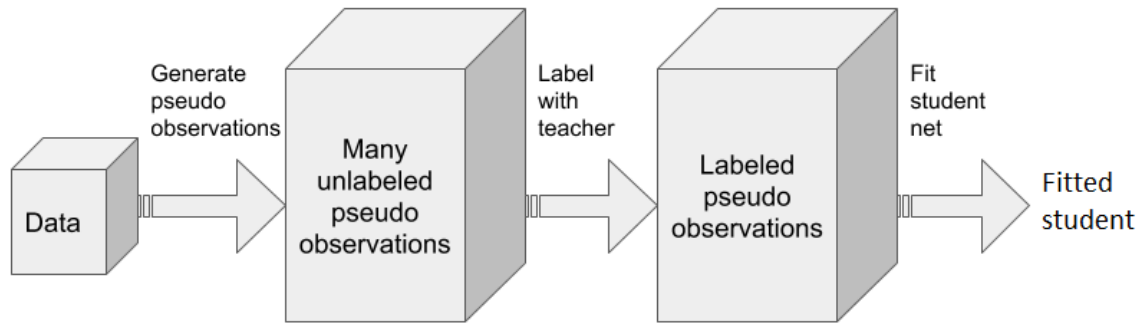 Data
Generate
pseudo
observations
Many
unlabeled
pseudo
observations
Label
with
teacher
Labeled
pseudo
observations
Fit
student
net
Fitted
student